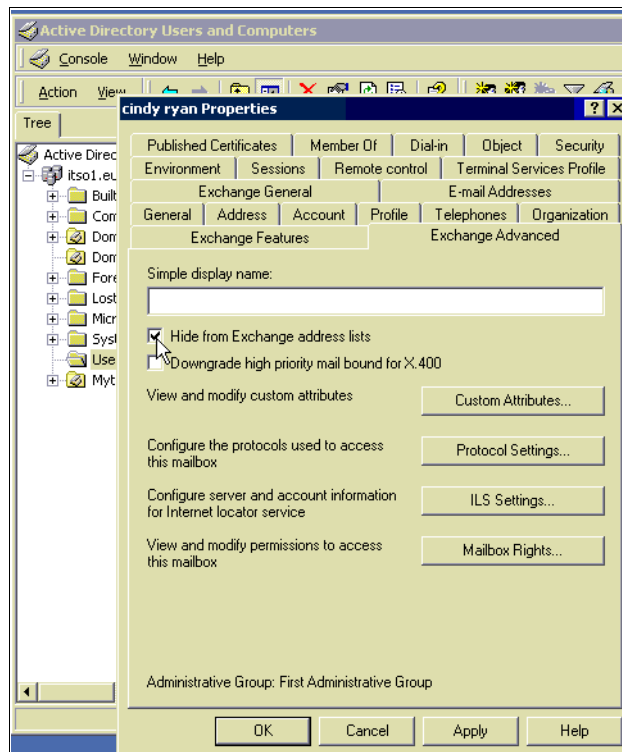 Active Directory Users and Computers
Console Window Help
Action View
cindy ryan Properties
Tree
Published Certificates Member Of Dial-in Object Security
Environment Sessions Remote control Terminal Services Profile
Exchange General E-mail Addresses
General Address Account Profile Telephones Organization
Exchange Features Exchange Advanced
Active Direc
itso1.eu
Built
Com
Dom
Dom
Fore
Lost
Micr
Syst
Use
Myt
Simple display name:
Hide from Exchange address lists
Downgrade high priority mail bound for X.400
View and modify custom attributes
Custom Attributes...
Configure the protocols used to access
this mailbox
Protocol Settings...
Configure server and account information
for Internet locator service
ILS Settings...
View and modify permissions to access
this mailbox
Mailbox Rights...
Administrative Group: First Administrative Group
OK Cancel Apply Help